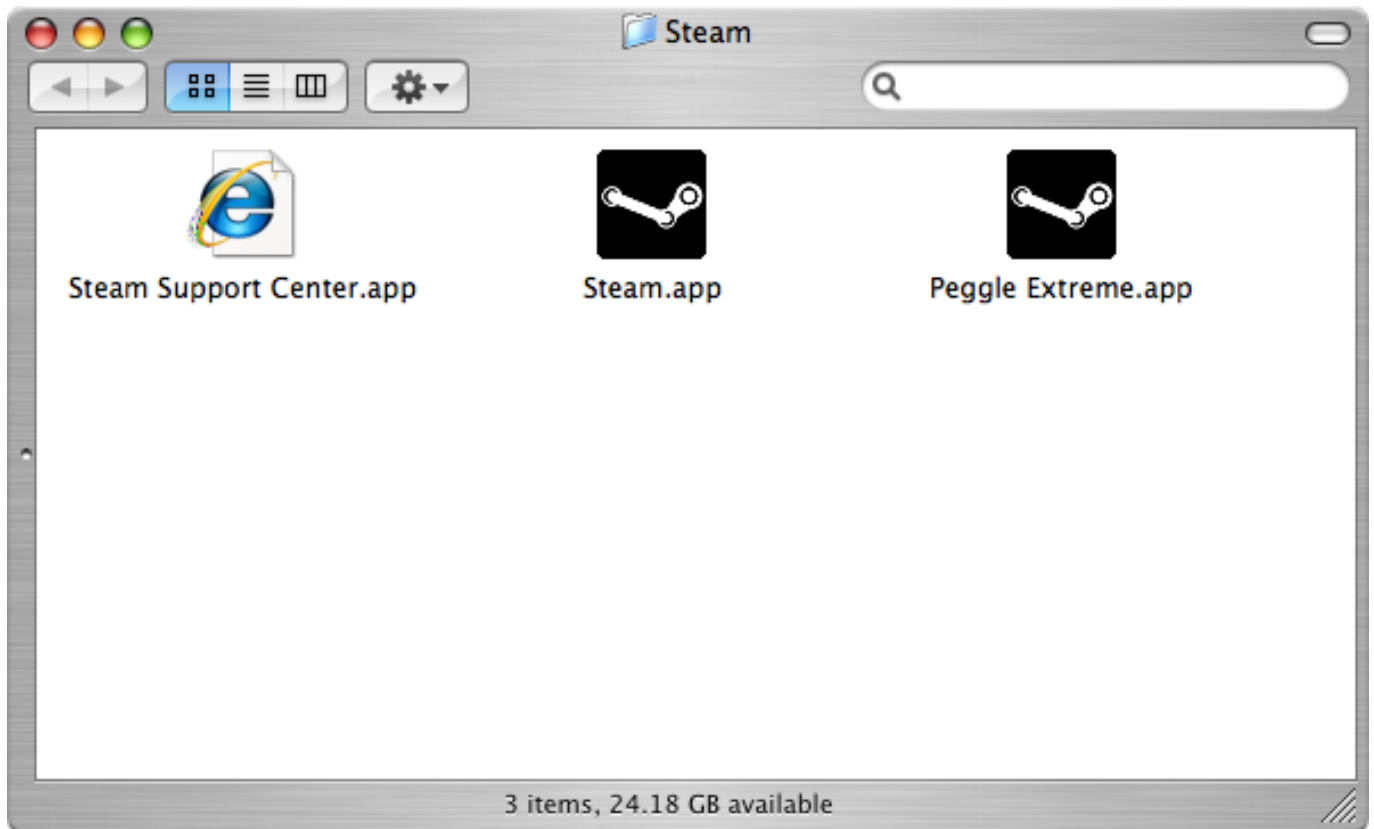 Steam
Steam Support Center.app
Steam.app
Peggle Extreme.app
3 items, 24.18 GB available